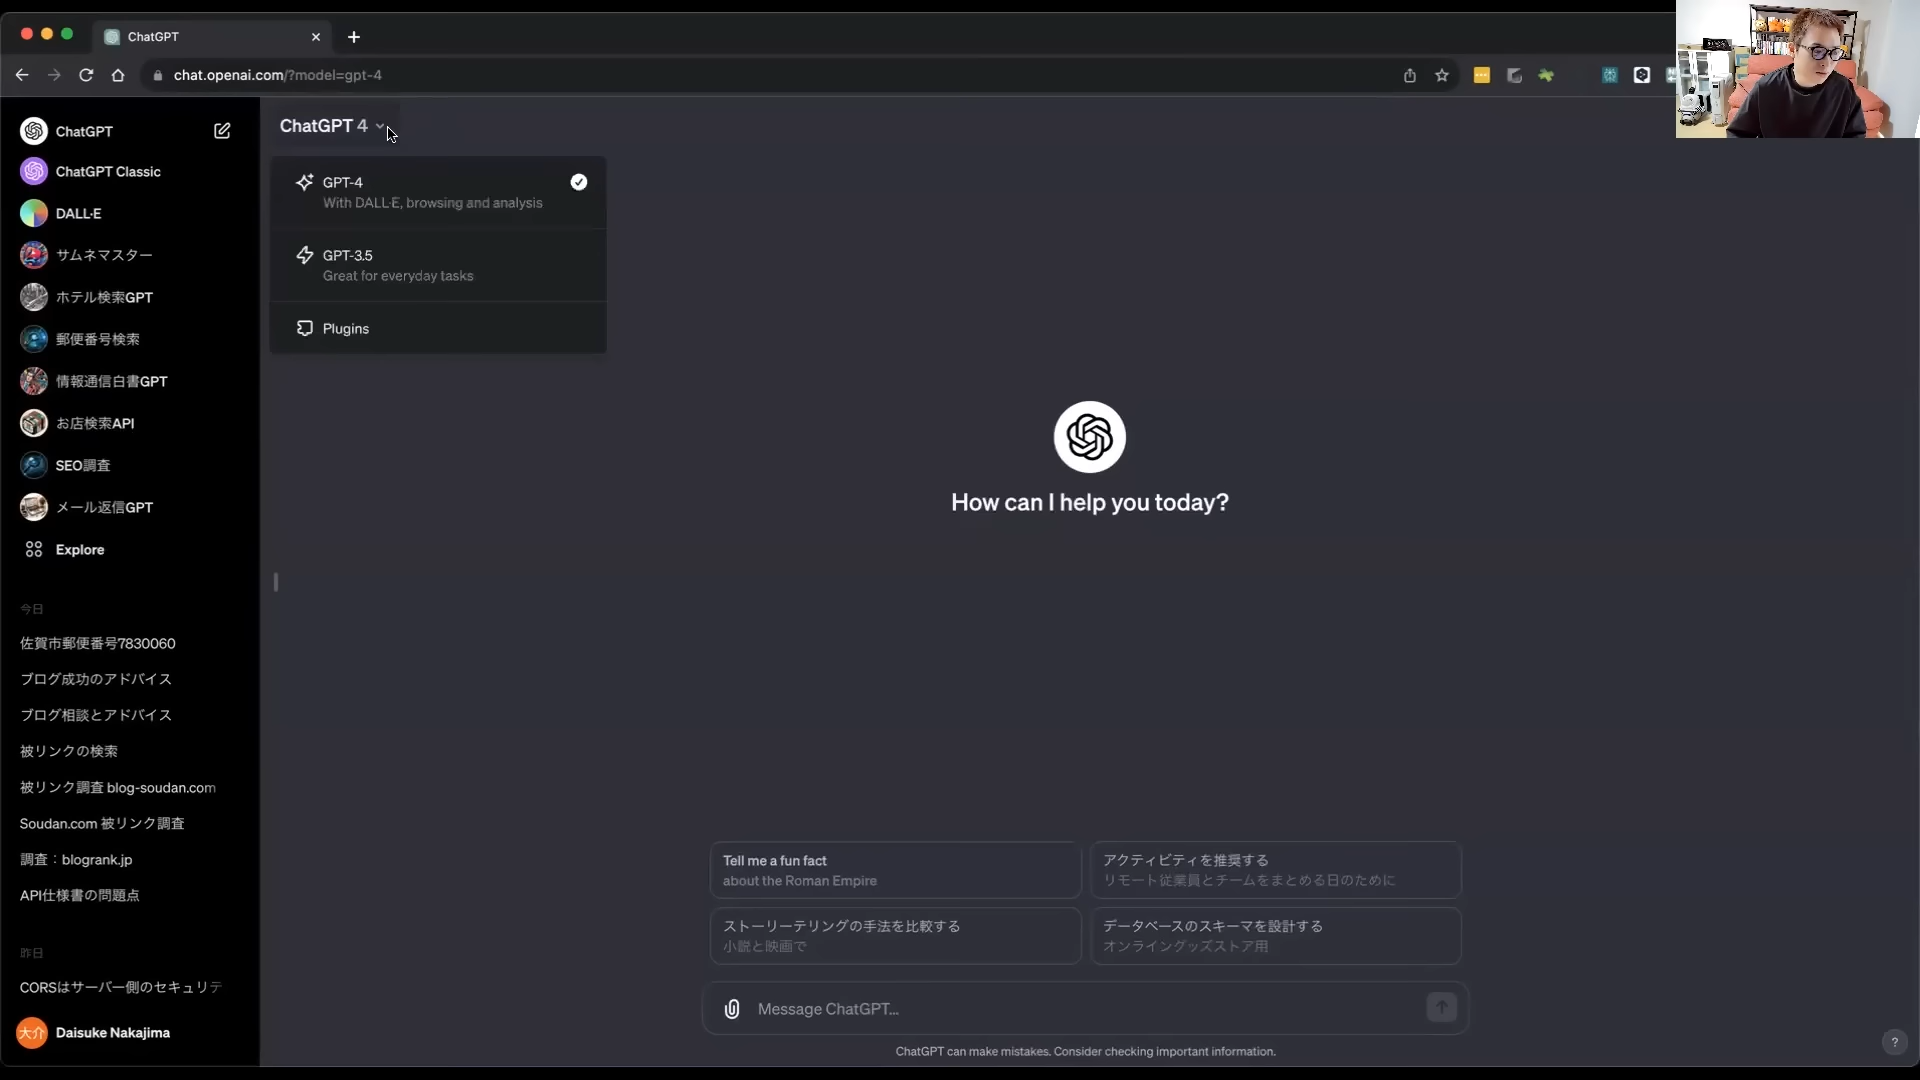 ChatGPT
chat.openai.com/?model=gpt-4
ChatGPT
ChatGPT Classic
DALL·E
サムネマスター
ホテル検索GPT
郵便番号検索
情報通信白書GPT
お店検索API
SEO調査
メール返信GPT
Explore
今日
佐賀市郵便番号7830060
ブログ成功のアドバイス
ブログ相談とアドバイス
被リンクの検索
被リンク調査 blog-soudan.com
Soudan.com 被リンク調査
調査：blogrank.jp
API仕様書の問題点
昨日
CORSはサーバー側のセキュリテ
大介
Daisuke Nakajima
ChatGPT 4
GPT-4
With DALL·E, browsing and analysis
GPT-3.5
Great for everyday tasks
Plugins
How can I help you today?
Tell me a fun fact
about the Roman Empire
アクティビティを推奨する
リモート従業員とチームをまとめる日のために
ストーリーテリングの手法を比較する
小説と映画で
データベースのスキーマを設計する
オンライングッズストア用
Message ChatGPT...
ChatGPT can make mistakes. Consider checking important information.
?